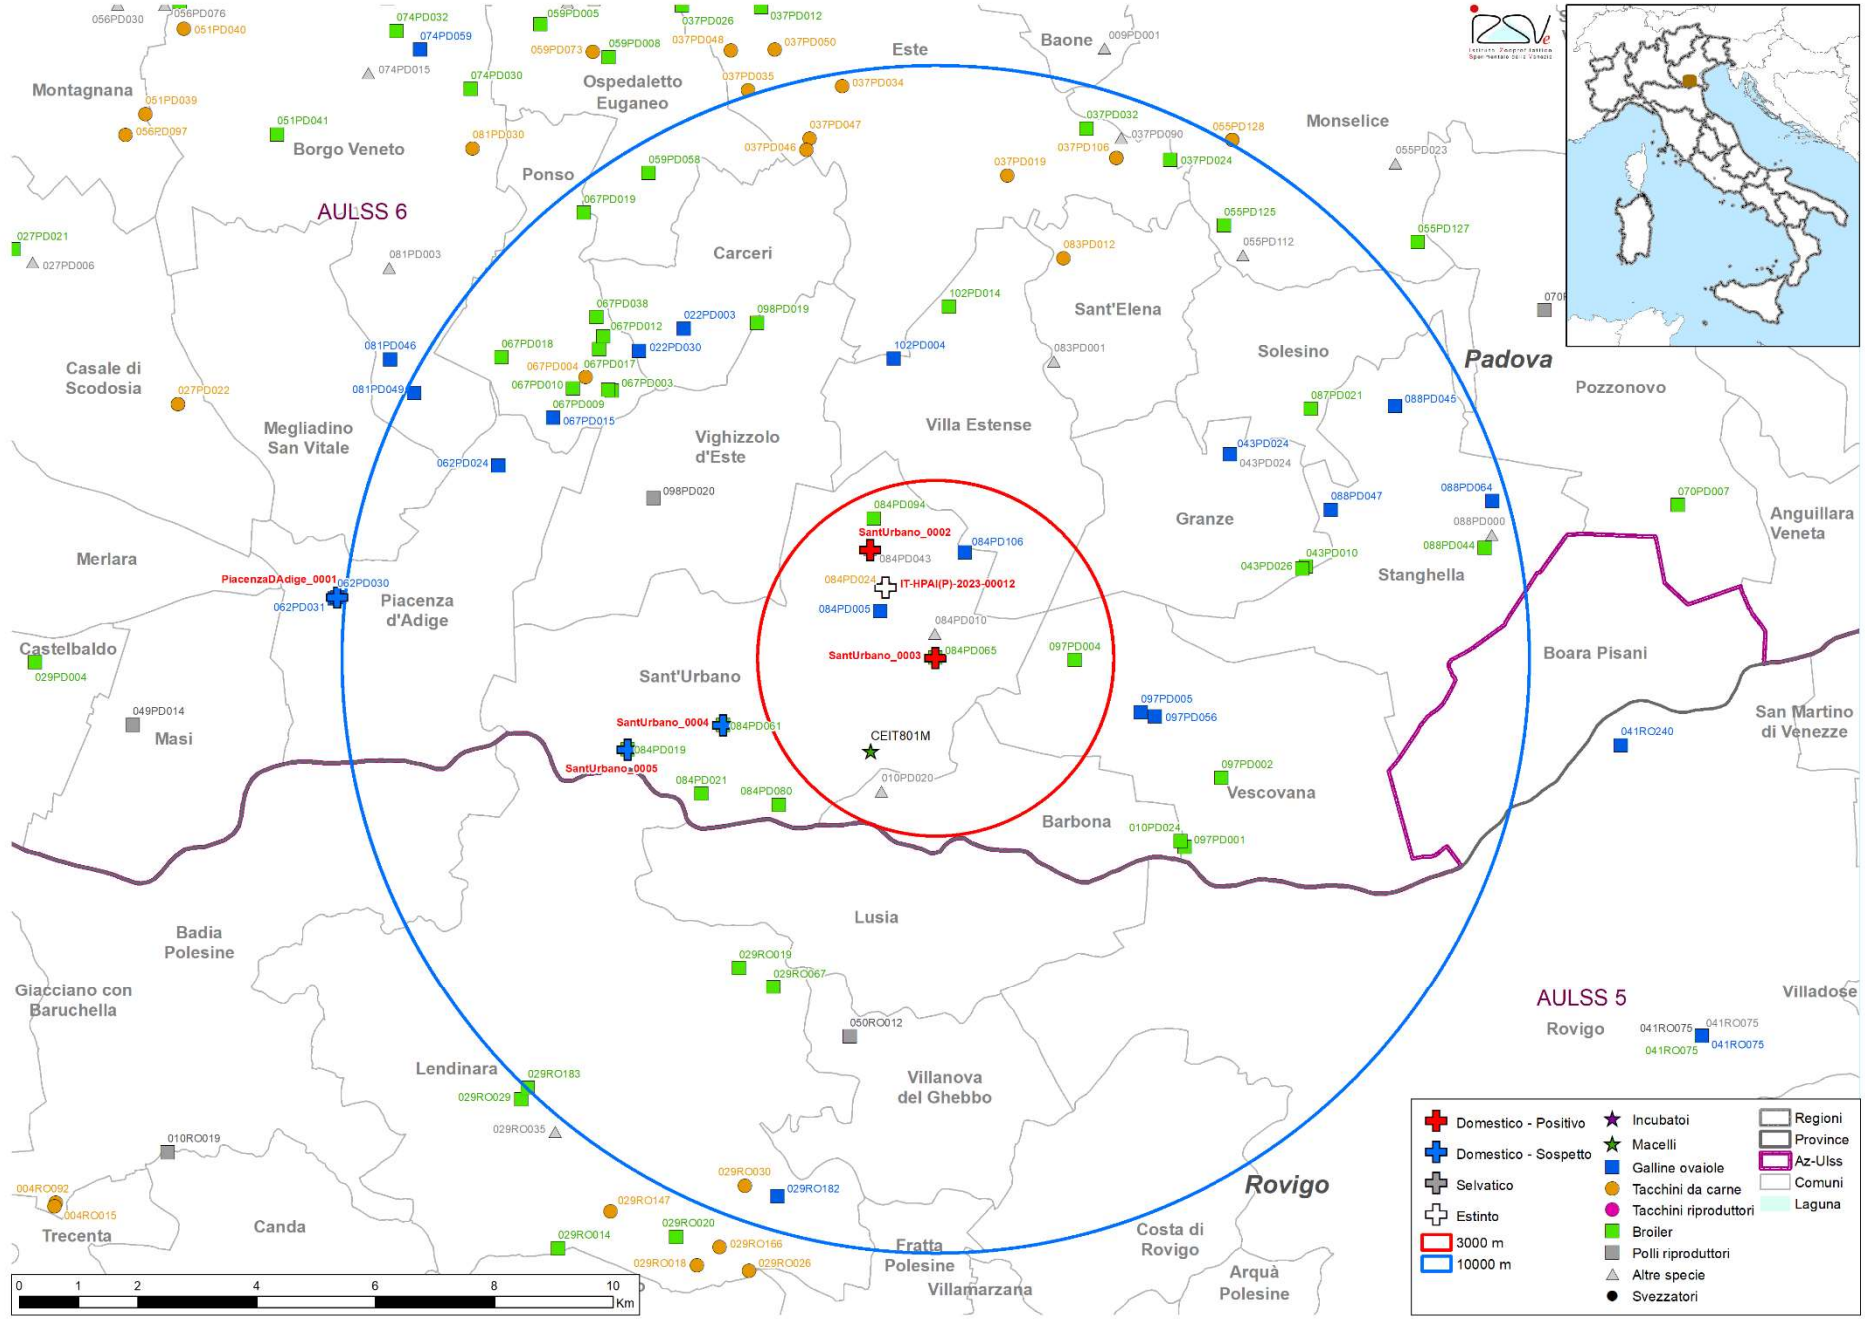 056PD030
056PD076
051PD040
074PD032
074PD059
074PD015
059PD005
059PD073
059PD008
037PD026
037PD012
037PD048
037PD050
Este
Baone
009PD001
Istituto Zooprofilattico
Sperimentale delle Venezie
Montagnana
051PD039
056PD097
051PD041
Borgo Veneto
074PD030
081PD030
Ospedaletto
Euganeo
037PD035
037PD034
037PD047
037PD046
037PD032
037PD090
037PD106
037PD019
037PD024
055PD128
Monselice
055PD023
Ponso
059PD058
067PD019
AULSS 6
027PD021
027PD006
081PD003
Carceri
083PD012
055PD125
055PD112
055PD127
067PD038
067PD012
022PD003
098PD019
102PD014
Sant'Elena
070P
067PD018
067PD004
067PD017
022PD030
102PD004
083PD001
Solesino
Padova
081PD046
081PD049
Casale di
Scodosia
027PD022
067PD010
067PD003
067PD009
067PD015
Pozzonovo
087PD021
088PD045
Megliadino
San Vitale
062PD024
Vighizzolo
d'Este
Villa Estense
043PD024
043PD024
098PD020
084PD094
SantUrbano_0002
084PD043
084PD106
Granze
088PD047
088PD064
088PD000
088PD044
070PD007
Anguillara
Veneta
Merlara
PiacenzaDAdige_0001
062PD030
062PD031
Piacenza
d'Adige
084PD024
IT-HPAI(P)-2023-00012
084PD005
084PD010
043PD010
043PD026
Stanghella
Castelbaldo
029PD004
SantUrbano_0003
084PD065
097PD004
Boara Pisani
Sant'Urbano
049PD014
Masi
SantUrbano_0004
084PD061
084PD019
SantUrbano_0005
CEIT801M
097PD005
097PD056
San Martino
di Venezze
041RO240
084PD021
084PD080
010PD020
097PD002
Vescovana
Barbona
010PD024
097PD001
Badia
Polesine
Lusia
029RO019
029RO067
Giacciano con
Baruchella
050RO012
AULSS 5
Rovigo
Villadose
041RO075
041RO075
041RO075
041RO075
Lendinara
029RO183
029RO029
029RO035
Villanova
del Ghebbo
010RO019
004RO092
004RO015
Trecenta
Canda
029RO030
029RO182
029RO147
029RO020
029RO014
029RO166
029RO018
029RO026
Rovigo
Costa di
Rovigo
Fratta
Polesine
Villamarzana
Arquà
Polesine
0 2 4 6 8 10
Km
Domestico - Positivo
Domestico - Sospetto
Selvatico
Estinto
3000 m
10000 m
Incubatoi
Macelli
Galline ovaiole
Tacchini da carne
Tacchini riproduttori
Broiler
Polli riproduttori
Altre specie
Svezzatori
Regioni
Province
Az-Ulss
Comuni
Laguna